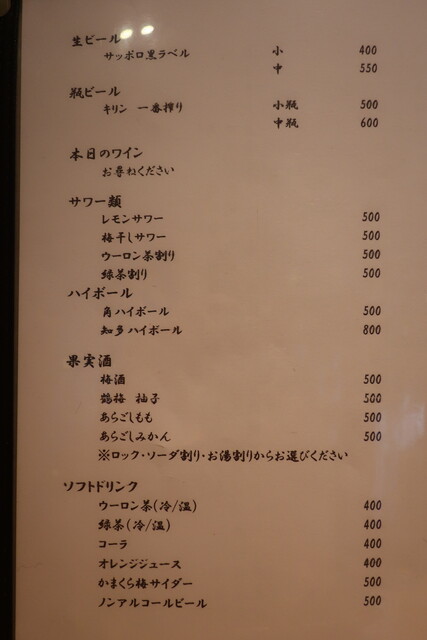 生ビール
サッポロ黒ラベル 小 400
中 550
瓶ビール
キリン 一番搾り 小瓶 500
中瓶 600
本日のワイン
お尋ねください
サワー類
レモンサワー 500
梅干しサワー 500
ウーロン茶割り 500
緑茶割り 500
ハイボール
角ハイボール 500
知多ハイボール 800
果実酒
梅酒 500
鶴梅 柚子 500
あらごしもも 500
あらごしみかん 500
※ロック・ソーダ割り・お湯割りからお選びください
ソフトドリンク
ウーロン茶(冷/温) 400
緑茶(冷/温) 400
コーラ 400
オレンジジュース 400
かまくら梅サイダー 500
ノンアルコールビール 500